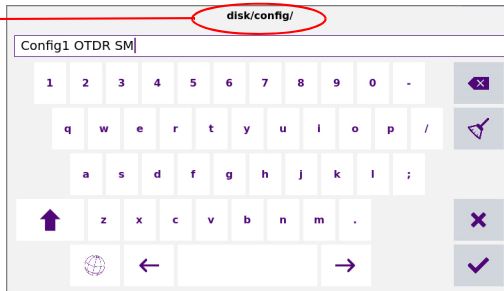 disk/config/
Config1 OTDR SM
1 2 3 4 5 6 7 8 9 0 -
q w e r t y u i o p /
a s d f g h j k l ;
z x c v b n m .